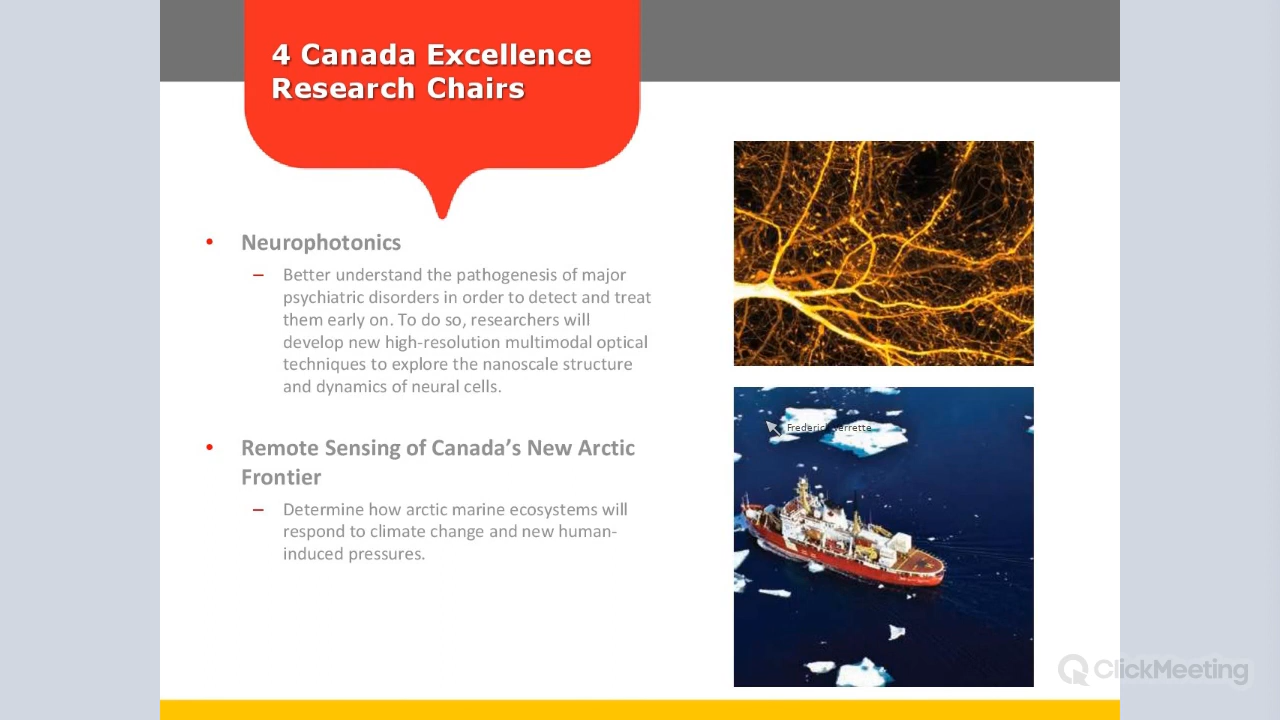 4 Canada Excellence
Research Chairs
• Neurophotonics
– Better understand the pathogenesis of major
psychiatric disorders in order to detect and treat
them early on. To do so, researchers will
develop new high-resolution multimodal optical
techniques to explore the nanoscale structure
and dynamics of neural cells.
• Remote Sensing of Canada’s New Arctic
Frontier
– Determine how arctic marine ecosystems will
respond to climate change and new human-
induced pressures.
ClickMeeting